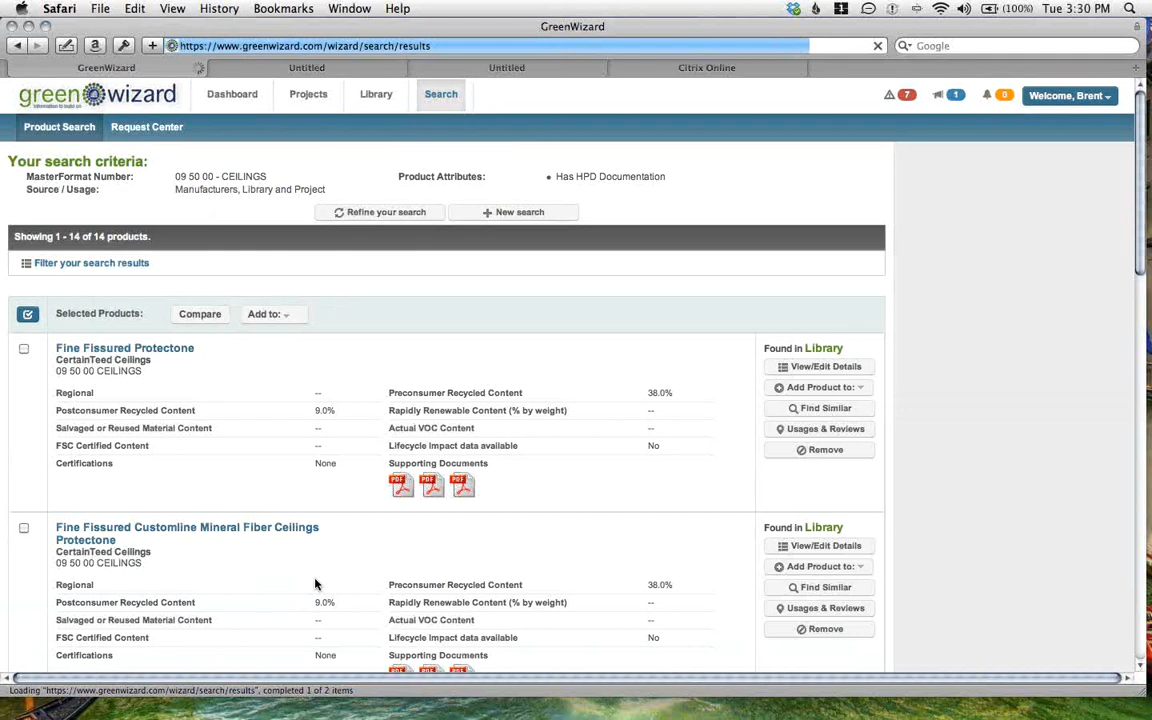 Safari File Edit View History Bookmarks Window Help (100%) Tue 3:30 PM
GreenWizard
https://www.greenwizard.com/wizard/search/results Google
GreenWizard Untitled Untitled Citrix Online
greenwizard Dashboard Projects Library Search 7 1 0 Welcome, Brent
Product Search Request Center
Your search criteria:
MasterFormat Number: 09 50 00 - CEILINGS Product Attributes: • Has HPD Documentation
Source / Usage: Manufacturers, Library and Project
Refine your search New search
Showing 1 - 14 of 14 products.
Filter your search results
Selected Products: Compare Add to:
Fine Fissured Protectone Found in Library
CertainTeed Ceilings View/Edit Details
09 50 00 CEILINGS
Add Product to:
Regional -- Preconsumer Recycled Content 38.0%
Postconsumer Recycled Content 9.0% Rapidly Renewable Content (% by weight) -- Find Similar
Salvaged or Reused Material Content -- Actual VOC Content -- Usages & Reviews
FSC Certified Content -- Lifecycle Impact data available No Remove
Certifications None Supporting Documents
PDF PDF PDF
Fine Fissured Customline Mineral Fiber Ceilings Found in Library
Protectone View/Edit Details
CertainTeed Ceilings
09 50 00 CEILINGS Add Product to:
Regional -- Preconsumer Recycled Content 38.0% Find Similar
Postconsumer Recycled Content 9.0% Rapidly Renewable Content (% by weight) -- Usages & Reviews
Salvaged or Reused Material Content -- Actual VOC Content -- Remove
FSC Certified Content -- Lifecycle Impact data available No
Certifications None Supporting Documents
Loading "https://www.greenwizard.com/wizard/search/results", completed 1 of 2 items